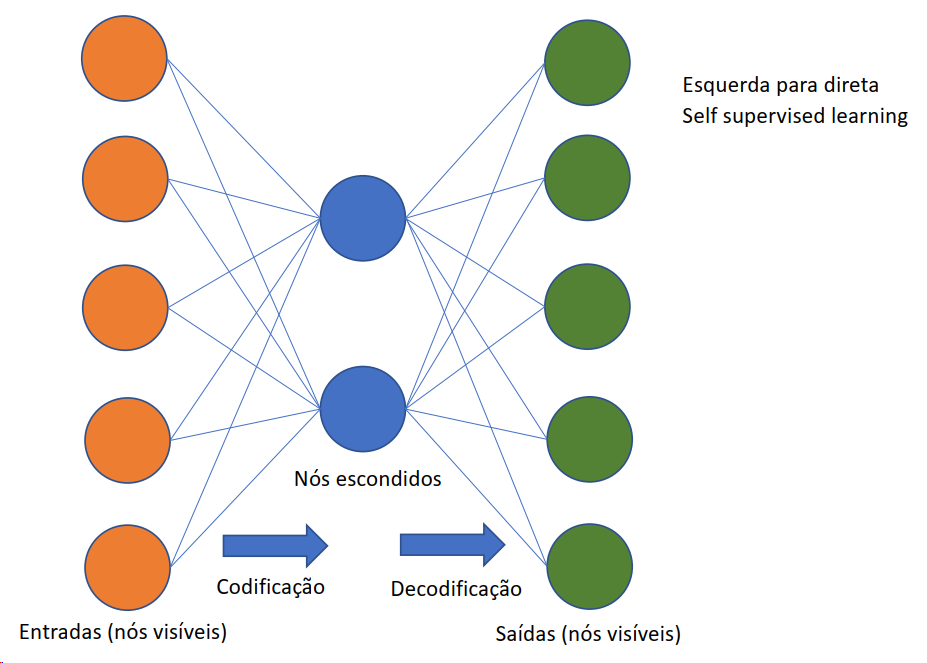 Esquerda para direta
Self supervised learning
Nós escondidos
Codificação
Decodificação
Entradas (nós visíveis)
Saídas (nós visíveis)